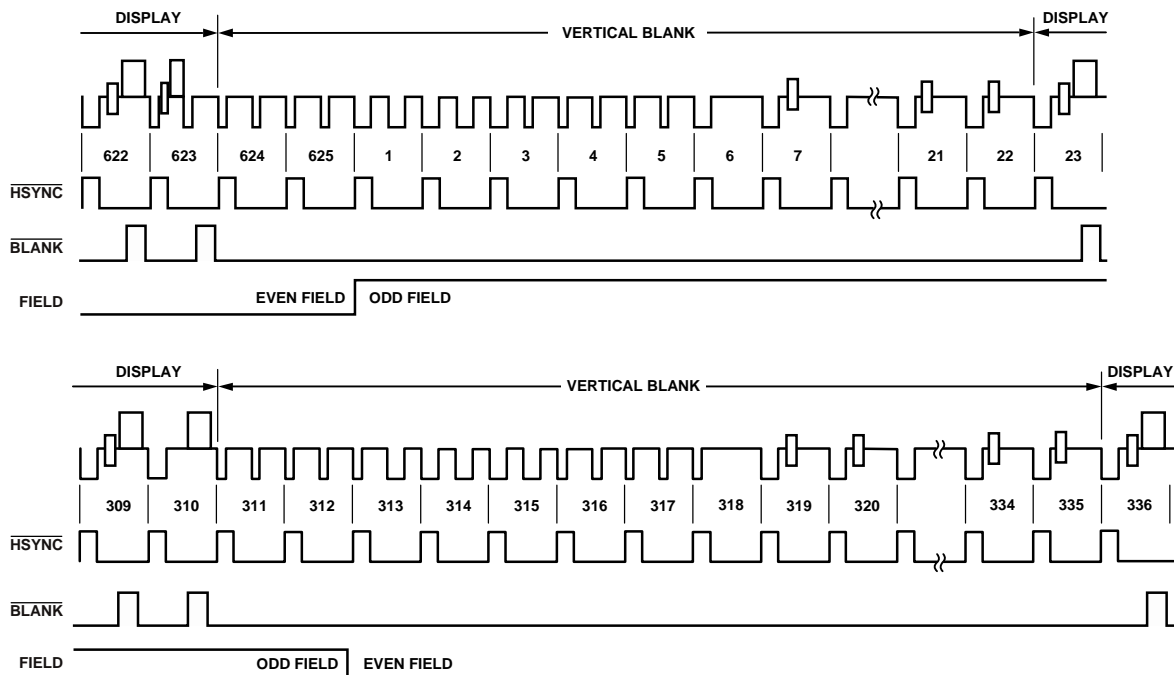 DISPLAY VERTICAL BLANK DISPLAY
622 623 624 625 1 2 3 4 5 6 7 21 22 23
HSYNC
BLANK
FIELD EVEN FIELD ODD FIELD
DISPLAY VERTICAL BLANK DISPLAY
309 310 311 312 313 314 315 316 317 318 319 320 334 335 336
HSYNC
BLANK
FIELD ODD FIELD EVEN FIELD